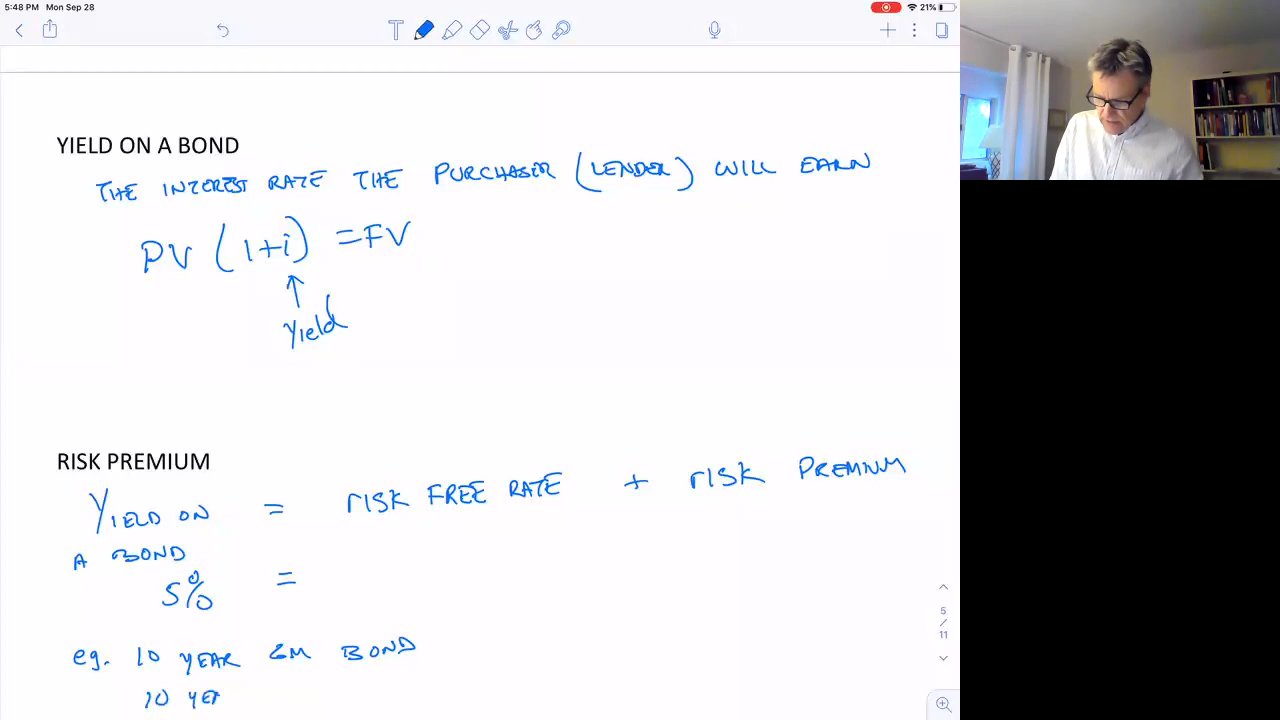 5:48 PM Mon Sep 28
21%
YIELD ON A BOND
THE INTEREST RATE THE PURCHASER (LENDER) WILL EARN
PV (1+i) = FV
↑
Yield
RISK PREMIUM
YIELD ON = RISK FREE RATE + RISK PREMIUM
A BOND
5% =
eg. 10 YEAR GM BOND
10 YEA
5
/
11